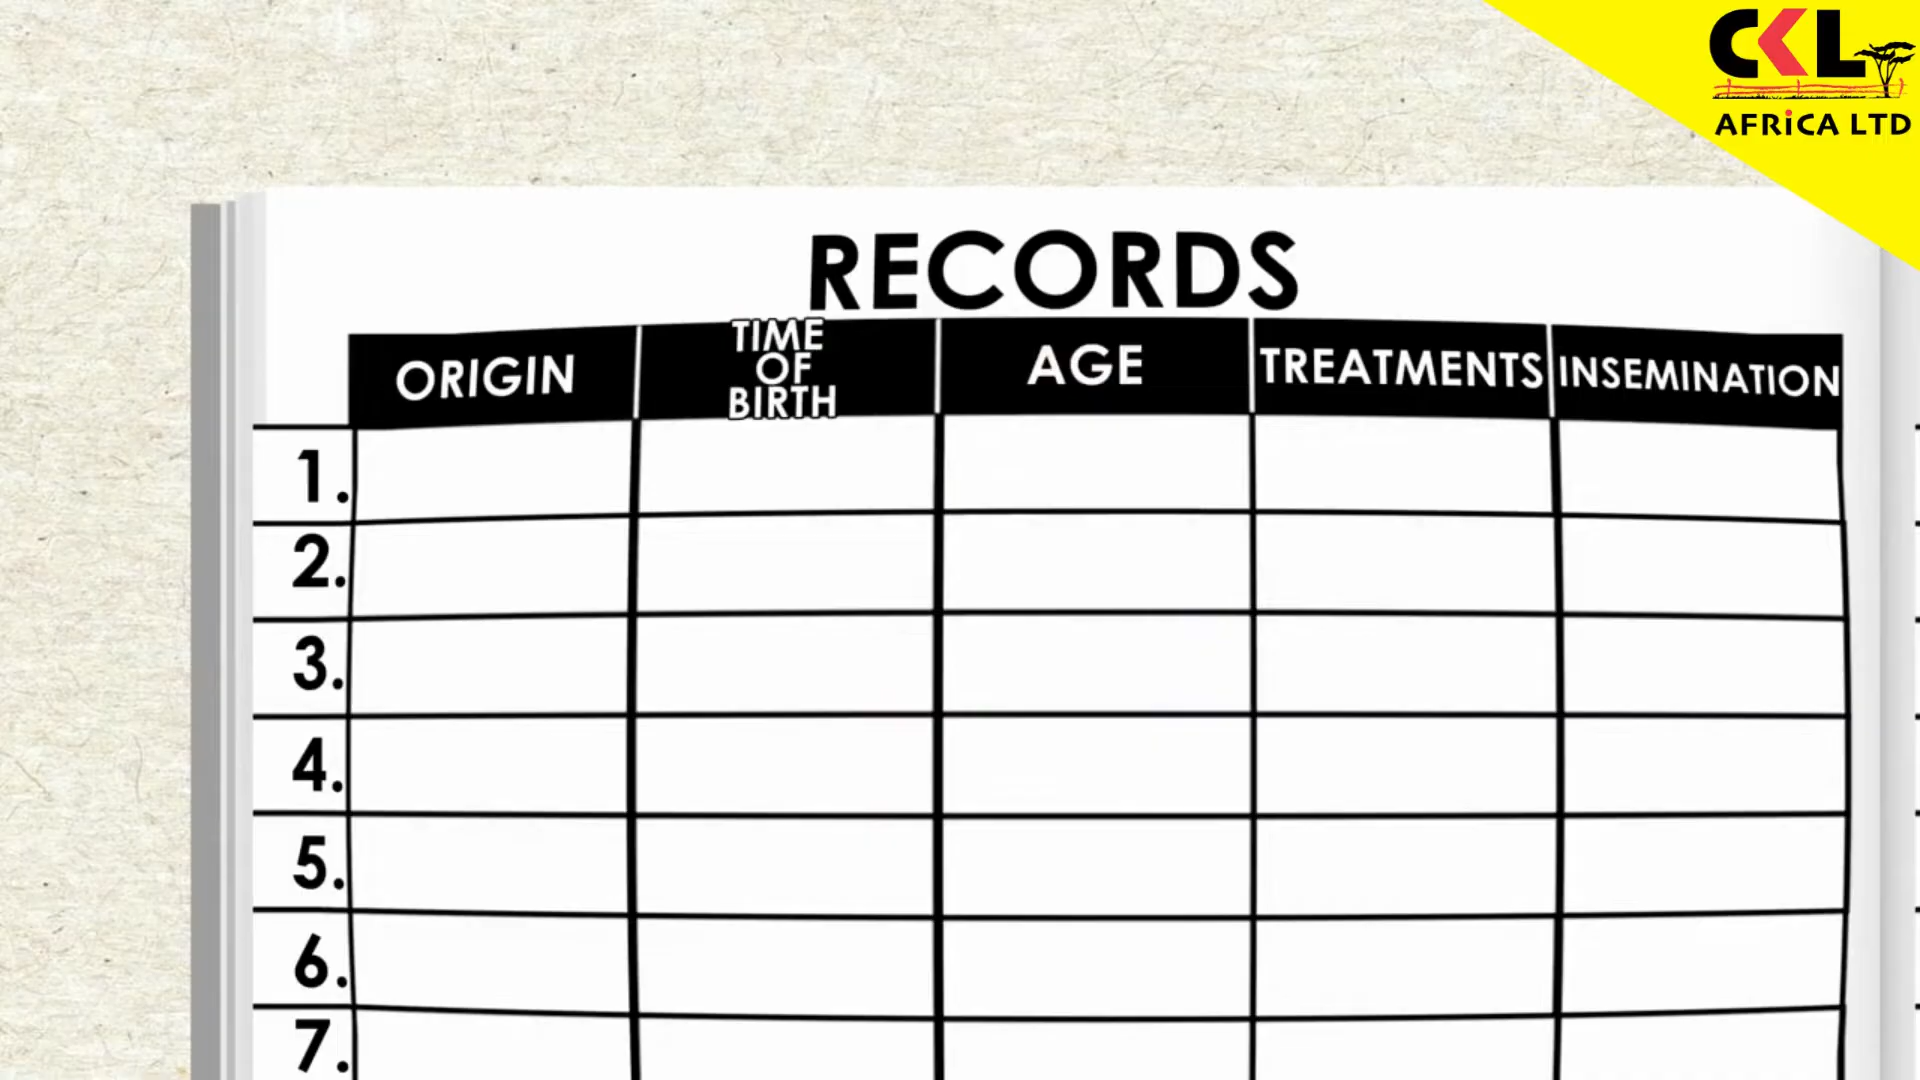 CKL
AFRiCA LTD
RECORDS
ORIGIN
TIME
OF
BIRTH
AGE
TREATMENTS
INSEMINATION
1.
2.
3.
4.
5.
6.
7.